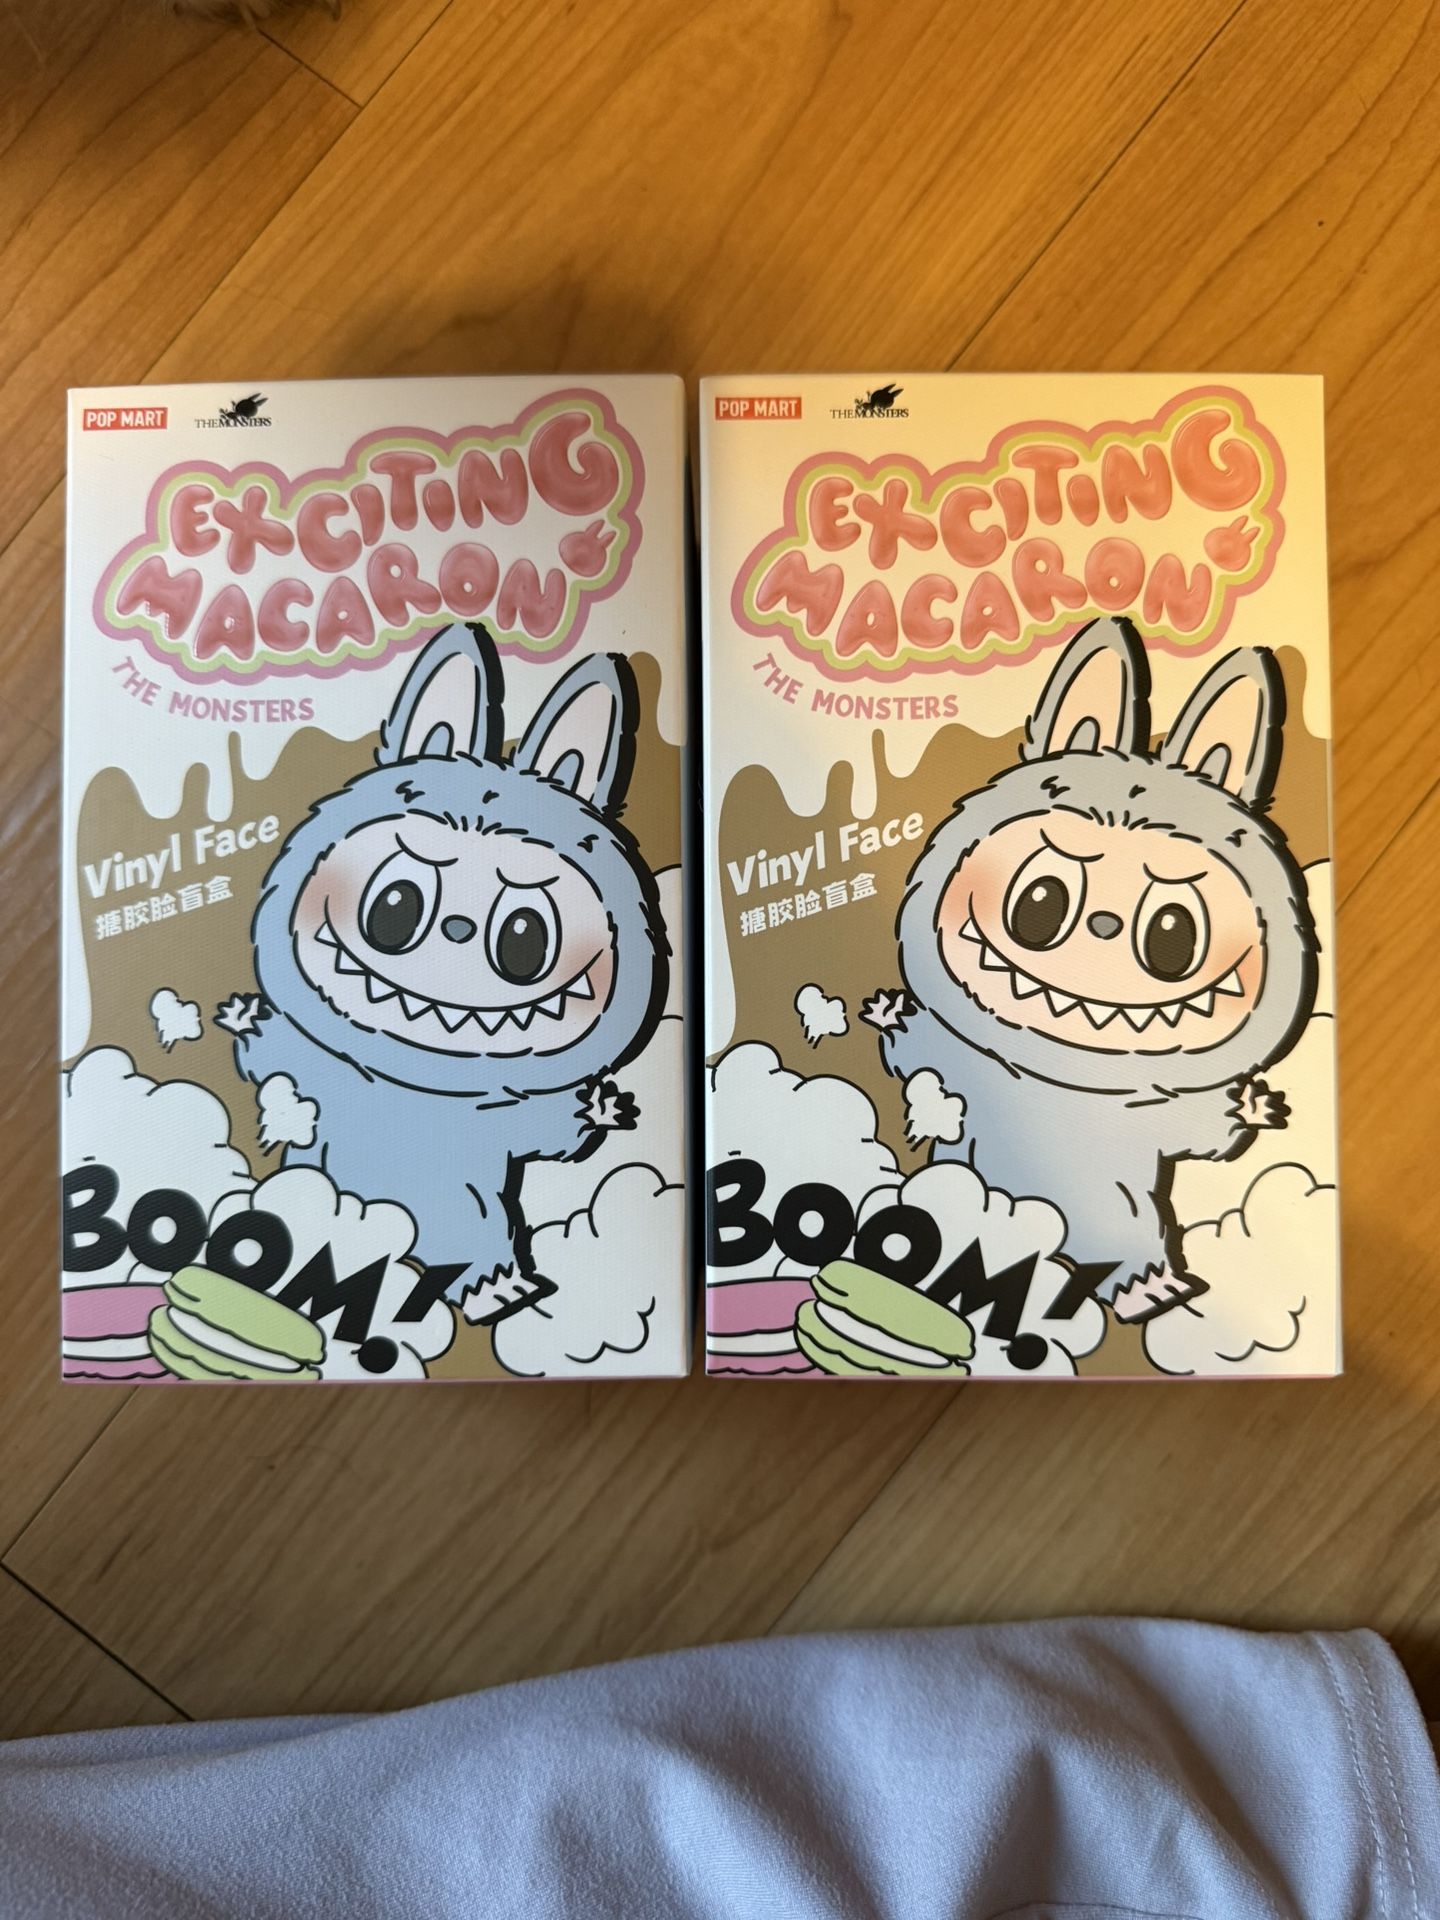 POP MART
THE MONSTERS
EXCITING
MACARON
THE MONSTERS
Vinyl Face
搪胶脸盲盒
BOOM!
POP MART
THE MONSTERS
EXCITING
MACARON
THE MONSTERS
Vinyl Face
搪胶脸盲盒
BOOM!